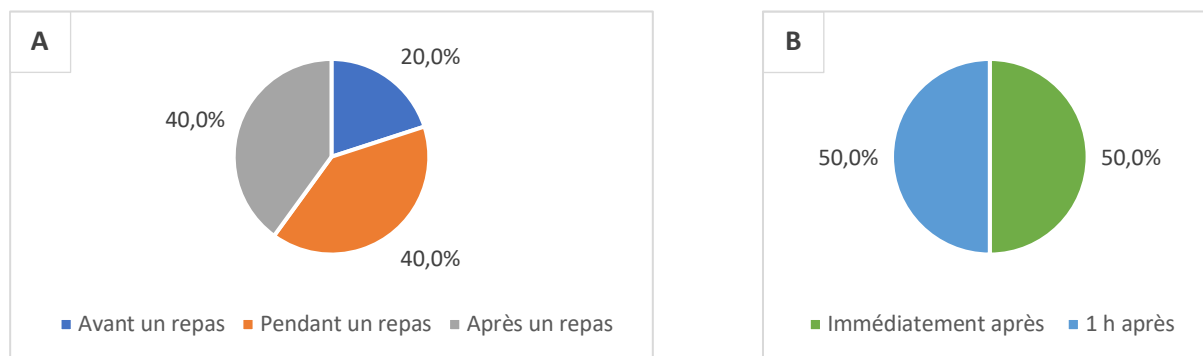 A
20,0%
40,0%
40,0%
Avant un repas Pendant un repas Après un repas
B
50,0%
50,0%
Immédiatement après 1 h après